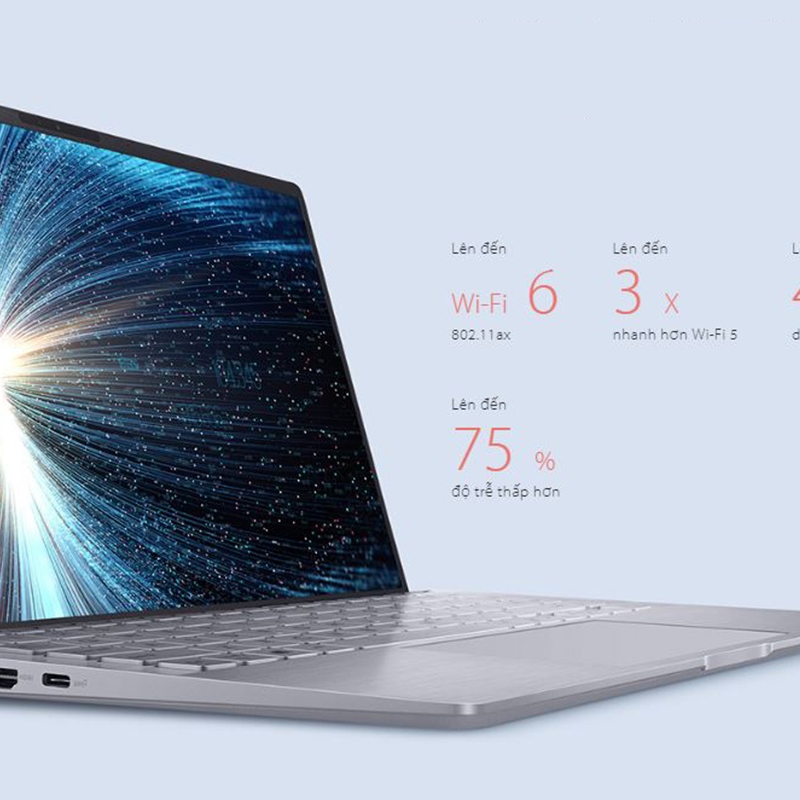 Lên đến
Wi-Fi 6
802.11ax
Lên đến
3 X
nhanh hơn Wi-Fi 5
Lên đến
75 %
độ trễ thấp hơn